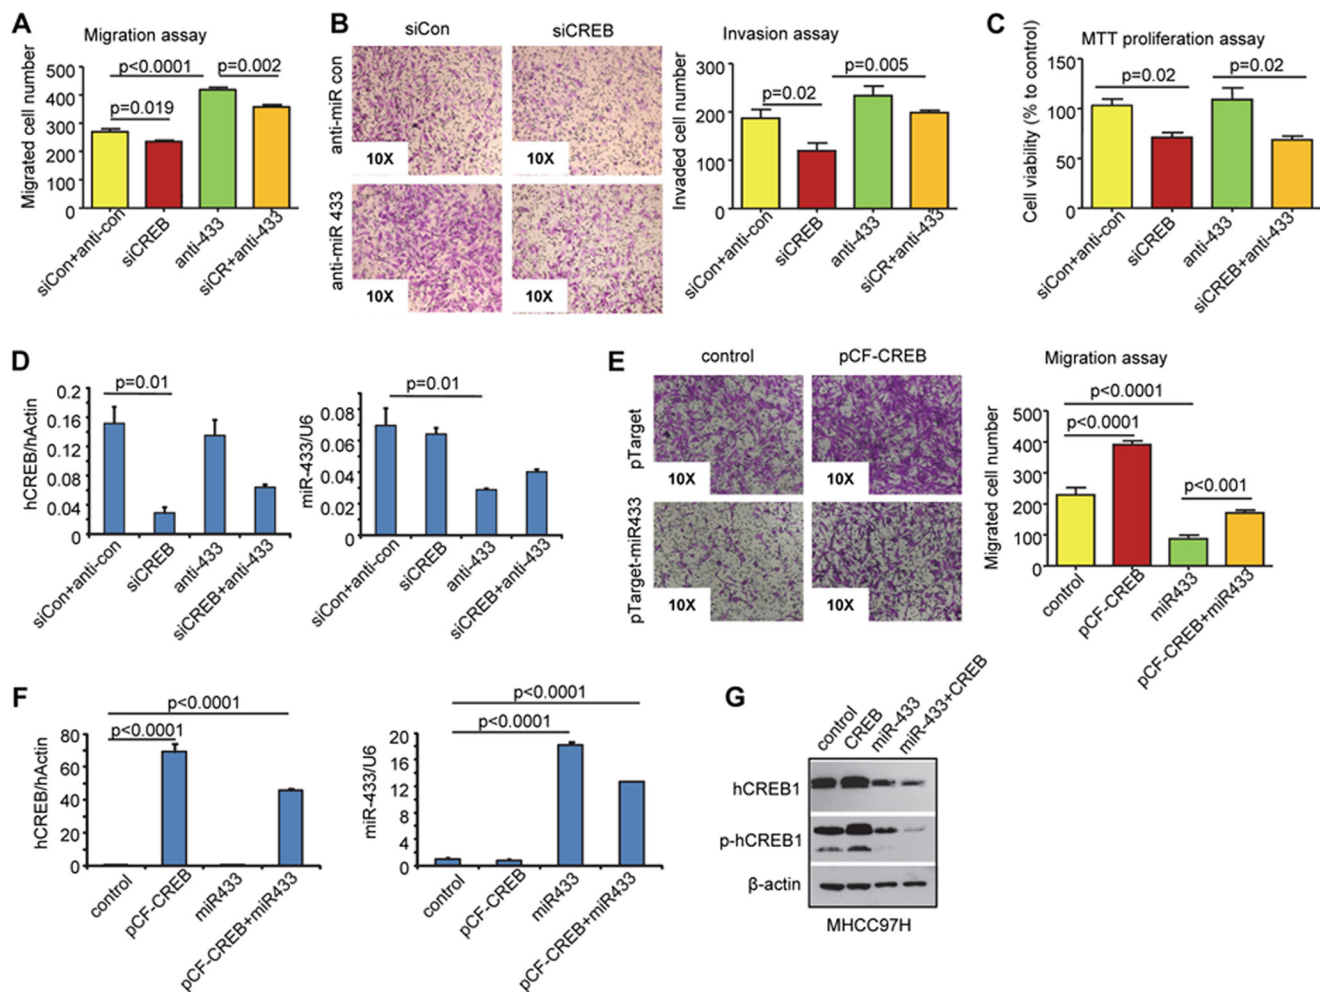 A
Migration assay
Migrated cell number
500
400
300
200
100
0
p<0.0001
p=0.002
p=0.019
siCon+anti-con
siCREB
anti-433
siCR+anti-433
B
siCon
siCREB
anti-miR con
anti-miR 433
10X
10X
10X
10X
Invasion assay
Invaded cell number
300
200
100
0
p=0.005
p=0.02
siCon+anti-con
siCREB
anti-433
siCR+anti-433
C
MTT proliferation assay
Cell viability (% to control)
150
100
50
0
p=0.02
p=0.02
siCon+anti-con
siCREB
anti-433
siCREB+anti-433
D
hCREB/hActin
0.2
0.16
0.12
0.08
0.04
0
p=0.01
siCon+anti-con
siCREB
anti-433
siCREB+anti-433
miR-433/U6
0.08
0.06
0.04
0.02
0
p=0.01
siCon+anti-con
siCREB
anti-433
siCREB+anti-433
E
control
pCF-CREB
pTarget
pTarget-miR433
10X
10X
10X
10X
Migration assay
Migrated cell number
500
400
300
200
100
0
p<0.0001
p<0.0001
p<0.001
control
pCF-CREB
miR433
pCF-CREB+miR433
F
hCREB/hActin
80
60
40
20
0
p<0.0001
p<0.0001
control
pCF-CREB
miR433
pCF-CREB+miR433
miR-433/U6
20
16
12
8
4
0
p<0.0001
p<0.0001
control
pCF-CREB
miR433
pCF-CREB+miR433
G
control
CREB
miR-433
miR-433+CREB
hCREB1
p-hCREB1
β-actin
MHCC97H